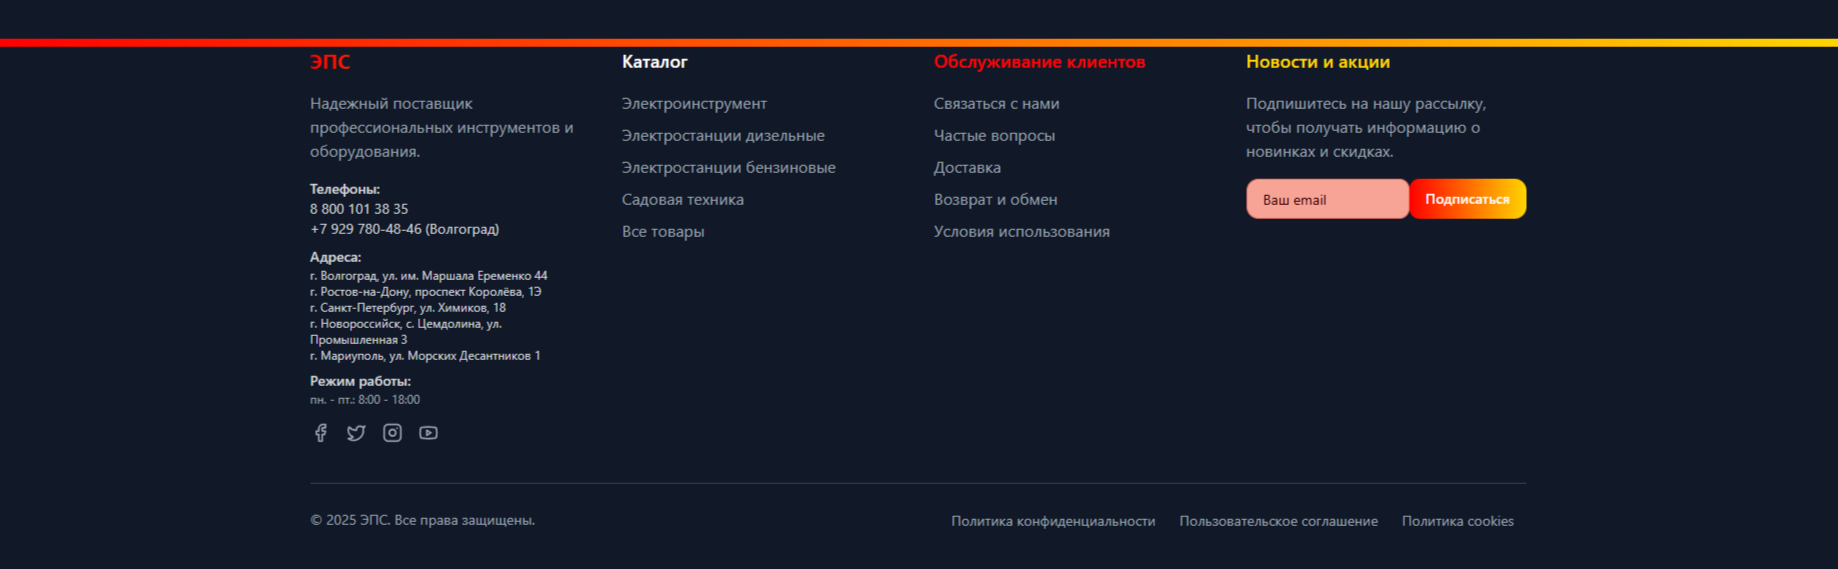 ЭПС
Надежный поставщик
профессиональных инструментов и
оборудования.
Телефоны:
8 800 101 38 35
+7 929 780-48-46 (Волгоград)
Адреса:
г. Волгоград, ул. им. Маршала Еременко 44
г. Ростов-на-Дону, проспект Королёва, 1Э
г. Санкт-Петербург, ул. Химиков, 18
г. Новороссийск, с. Цемдолина, ул.
Промышленная 3
г. Мариуполь, ул. Морских Десантников 1
Режим работы:
пн. - пт.: 8:00 - 18:00
Каталог
Электроинструмент
Электростанции дизельные
Электростанции бензиновые
Садовая техника
Все товары
Обслуживание клиентов
Связаться с нами
Частые вопросы
Доставка
Возврат и обмен
Условия использования
Новости и акции
Подпишитесь на нашу рассылку,
чтобы получать информацию о
новинках и скидках.
Ваш email
Подписаться
© 2025 ЭПС. Все права защищены.
Политика конфиденциальности
Пользовательское соглашение
Политика cookies